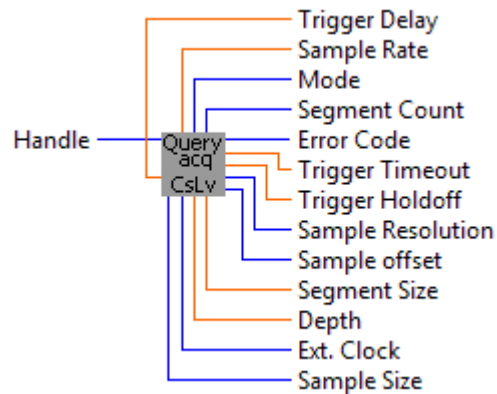 Trigger Delay
Sample Rate
Mode
Segment Count
Handle
Error Code
Query
acq
CsLv
Trigger Timeout
Trigger Holdoff
Sample Resolution
Sample offset
Segment Size
Depth
Ext. Clock
Sample Size